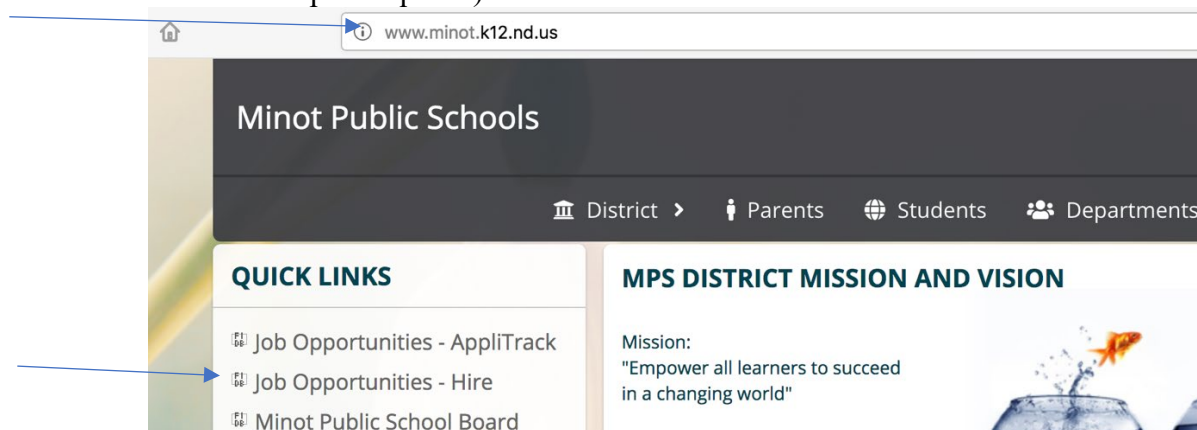 www.minot.k12.nd.us
Minot Public Schools
District Parents Students Departments
QUICK LINKS
Job Opportunities - AppliTrack
Job Opportunities - Hire
Minot Public School Board
MPS DISTRICT MISSION AND VISION
Mission:
"Empower all learners to succeed
in a changing world"